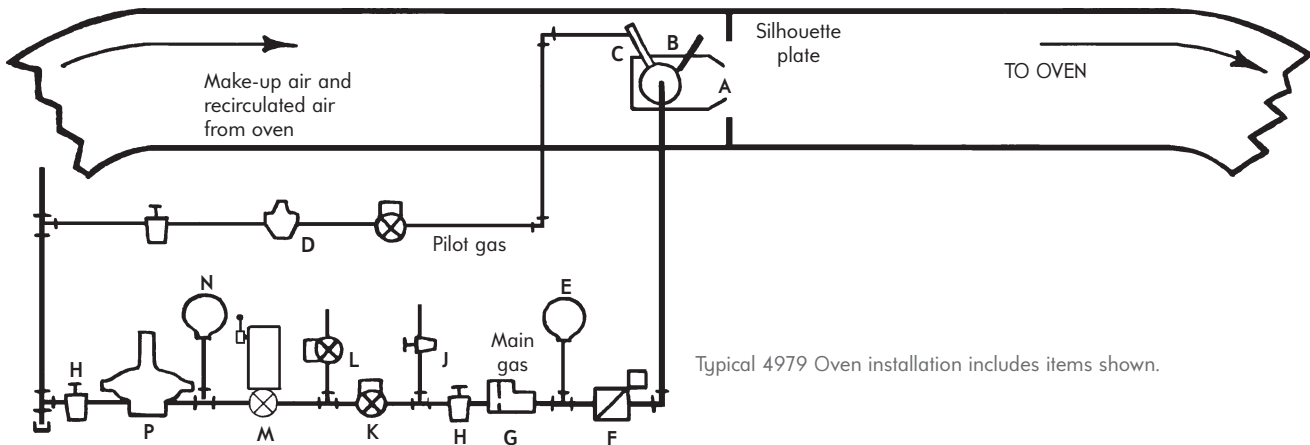 Make-up air and
recirculated air
from oven
C
B
A
Silhouette
plate
TO OVEN
D
Pilot gas
N
E
L
J
Main
gas
H
P
M
K
H
G
F
Typical 4979 Oven installation includes items shown.